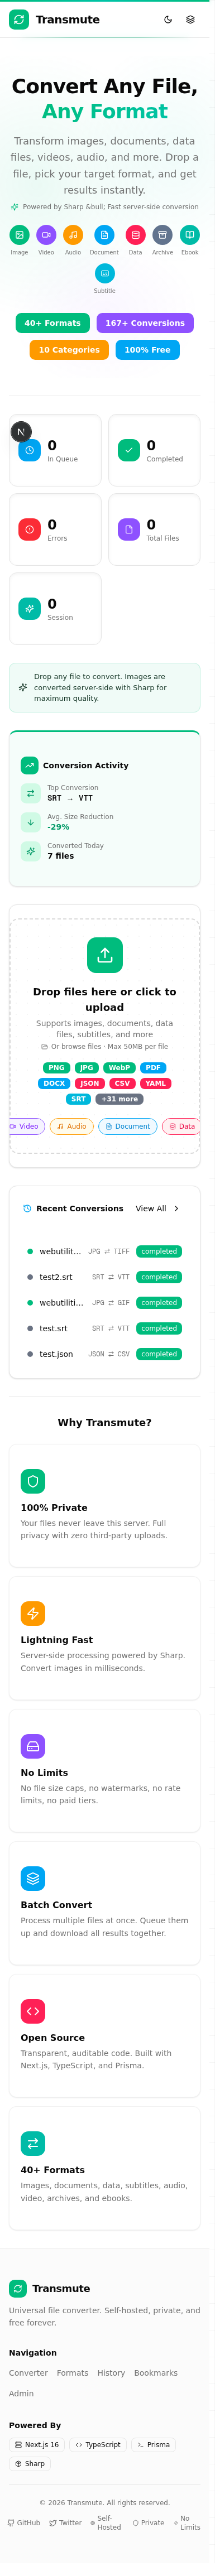 Transmute
Convert Any File,
Any Format
Transform images, documents, data
files, videos, audio, and more. Drop a
file, pick your target format, and get
results instantly.
Powered by Sharp &bull; Fast server-side conversion
Image Video Audio Document Data Archive Ebook
Subtitle
40+ Formats 167+ Conversions
10 Categories 100% Free
N
0
In Queue
0
Completed
0
Errors
0
Total Files
0
Session
Drop any file to convert. Images are
converted server-side with Sharp for
maximum quality.
Conversion Activity
Top Conversion
SRT → VTT
Avg. Size Reduction
-29%
Converted Today
7 files
Drop files here or click to
upload
Supports images, documents, data
files, subtitles, and more
Or browse files · Max 50MB per file
PNG JPG WebP PDF
DOCX JSON CSV YAML
SRT +31 more
Video Audio Document Data
Recent Conversions View All
webutilit... JPG ⇄ TIFF completed
test2.srt SRT ⇄ VTT completed
webutiliti... JPG ⇄ GIF completed
test.srt SRT ⇄ VTT completed
test.json JSON ⇄ CSV completed
Why Transmute?
100% Private
Your files never leave this server. Full
privacy with zero third-party uploads.
Lightning Fast
Server-side processing powered by Sharp.
Convert images in milliseconds.
No Limits
No file size caps, no watermarks, no rate
limits, no paid tiers.
Batch Convert
Process multiple files at once. Queue them
up and download all results together.
Open Source
Transparent, auditable code. Built with
Next.js, TypeScript, and Prisma.
40+ Formats
Images, documents, data, subtitles, audio,
video, archives, and ebooks.
Transmute
Universal file converter. Self-hosted, private, and
free forever.
Navigation
Converter Formats History Bookmarks
Admin
Powered By
Next.js 16 TypeScript Prisma
Sharp
© 2026 Transmute. All rights reserved.
GitHub Twitter Self-Hosted Private No Limits